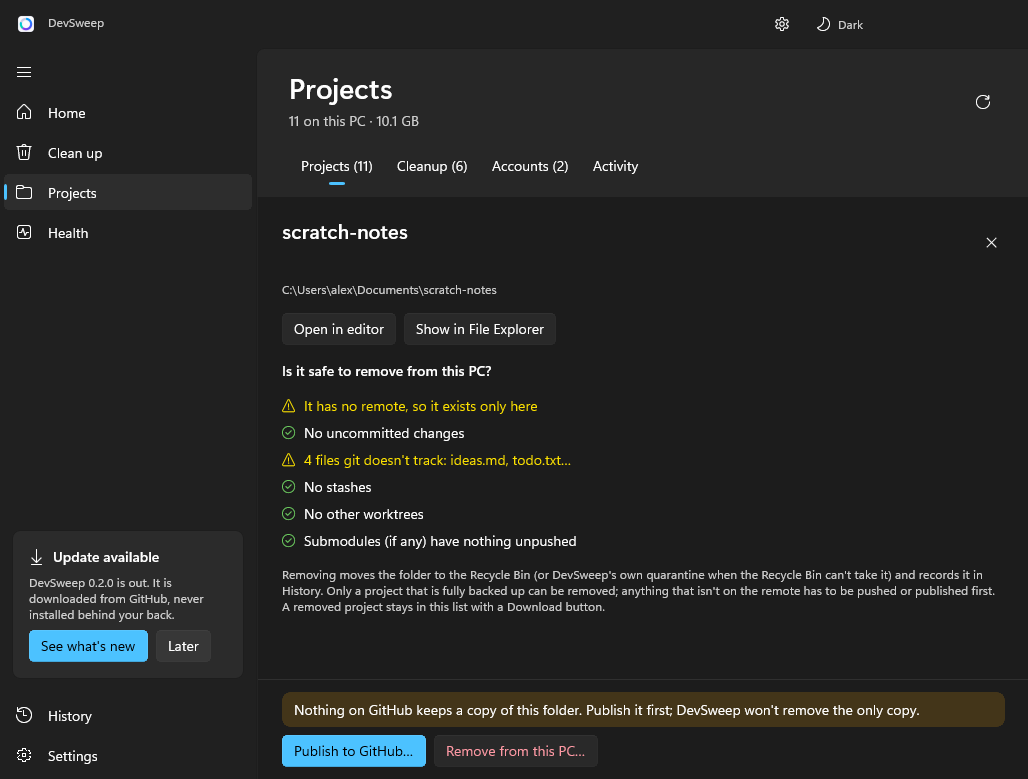 DevSweep
Dark
Home
Clean up
Projects
Health
Update available
DevSweep 0.2.0 is out. It is
downloaded from GitHub, never
installed behind your back.
See what's new
Later
History
Settings
Projects
11 on this PC · 10.1 GB
Projects (11)
Cleanup (6)
Accounts (2)
Activity
scratch-notes
C:\Users\alex\Documents\scratch-notes
Open in editor
Show in File Explorer
Is it safe to remove from this PC?
It has no remote, so it exists only here
No uncommitted changes
4 files git doesn't track: ideas.md, todo.txt...
No stashes
No other worktrees
Submodules (if any) have nothing unpushed
Removing moves the folder to the Recycle Bin (or DevSweep's own quarantine when the Recycle Bin can't take it) and records it in
History. Only a project that is fully backed up can be removed; anything that isn't on the remote has to be pushed or published first.
A removed project stays in this list with a Download button.
Nothing on GitHub keeps a copy of this folder. Publish it first; DevSweep won't remove the only copy.
Publish to GitHub...
Remove from this PC...